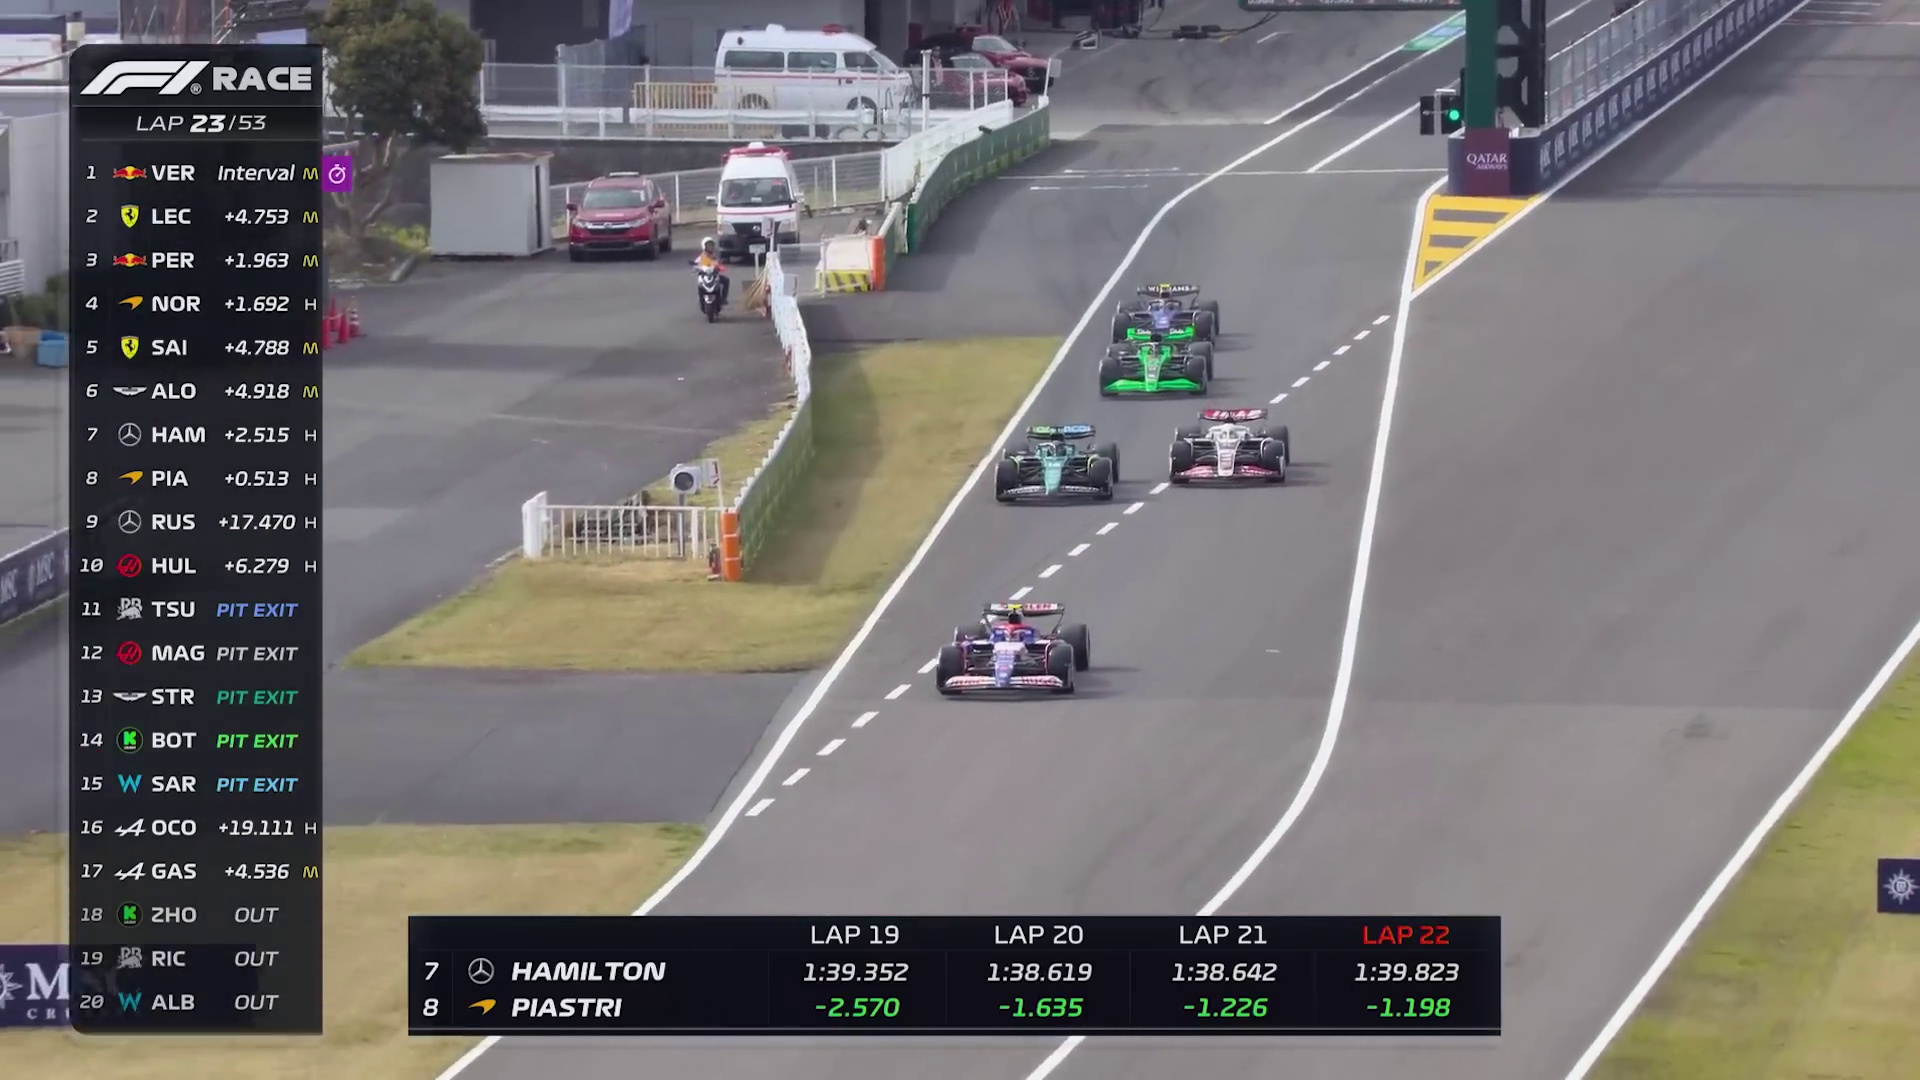 F1 RACE
LAP 23/53
1 VER Interval M
2 LEC +4.753 M
3 PER +1.963 M
4 NOR +1.692 H
5 SAI +4.788 M
6 ALO +4.918 M
7 HAM +2.515 H
8 PIA +0.513 H
9 RUS +17.470 H
10 HUL +6.279 H
11 TSU PIT EXIT
12 MAG PIT EXIT
13 STR PIT EXIT
14 BOT PIT EXIT
15 SAR PIT EXIT
16 OCO +19.111 H
17 GAS +4.536 M
18 ZHO OUT
19 RIC OUT
20 ALB OUT
QATAR
AIRWAYS
WILLIAMS
MSC
LAP 19 LAP 20 LAP 21 LAP 22
7 HAMILTON 1:39.352 1:38.619 1:38.642 1:39.823
8 PIASTRI -2.570 -1.635 -1.226 -1.198